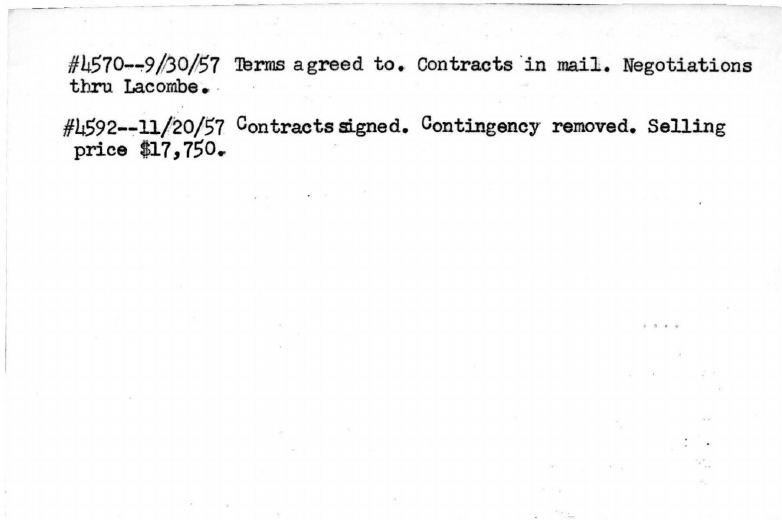 #4570--9/30/57 Terms agreed to. Contracts in mail. Negotiations
thru Lacombe.
#4592--11/20/57 Contracts signed. Contingency removed. Selling
price $17,750.